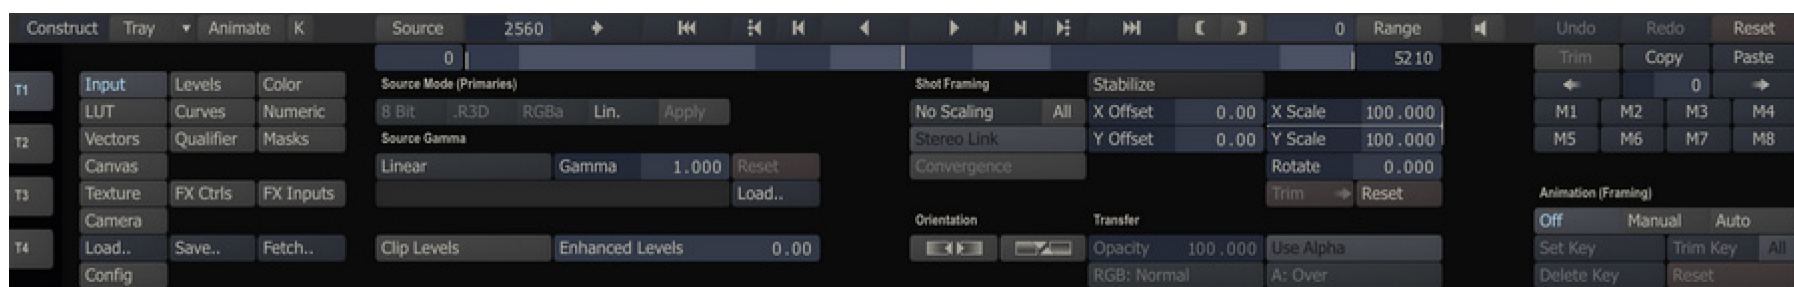 Construct Tray Animate K Source 2560 0 Range Undo Redo Reset
0 5210 Trim Copy Paste
T1 Input Levels Color Source Mode (Primaries) Shot Framing Stabilize 0
LUT Curves Numeric 8 Bit .R3D RGBa Lin. Apply No Scaling All X Offset 0.00 X Scale 100.000 M1 M2 M3 M4
T2 Vectors Qualifier Masks Source Gamma Stereo Link Y Offset 0.00 Y Scale 100.000 M5 M6 M7 M8
Canvas Linear Gamma 1.000 Reset Convergence Rotate 0.000
T3 Texture FX Ctrls FX Inputs Load.. Trim Reset Animation (Framing)
Camera Orientation Transfer Off Manual Auto
T4 Load.. Save.. Fetch.. Clip Levels Enhanced Levels 0.00 Opacity 100.000 Use Alpha Set Key Trim Key All
Config RGB: Normal A: Over Delete Key Reset